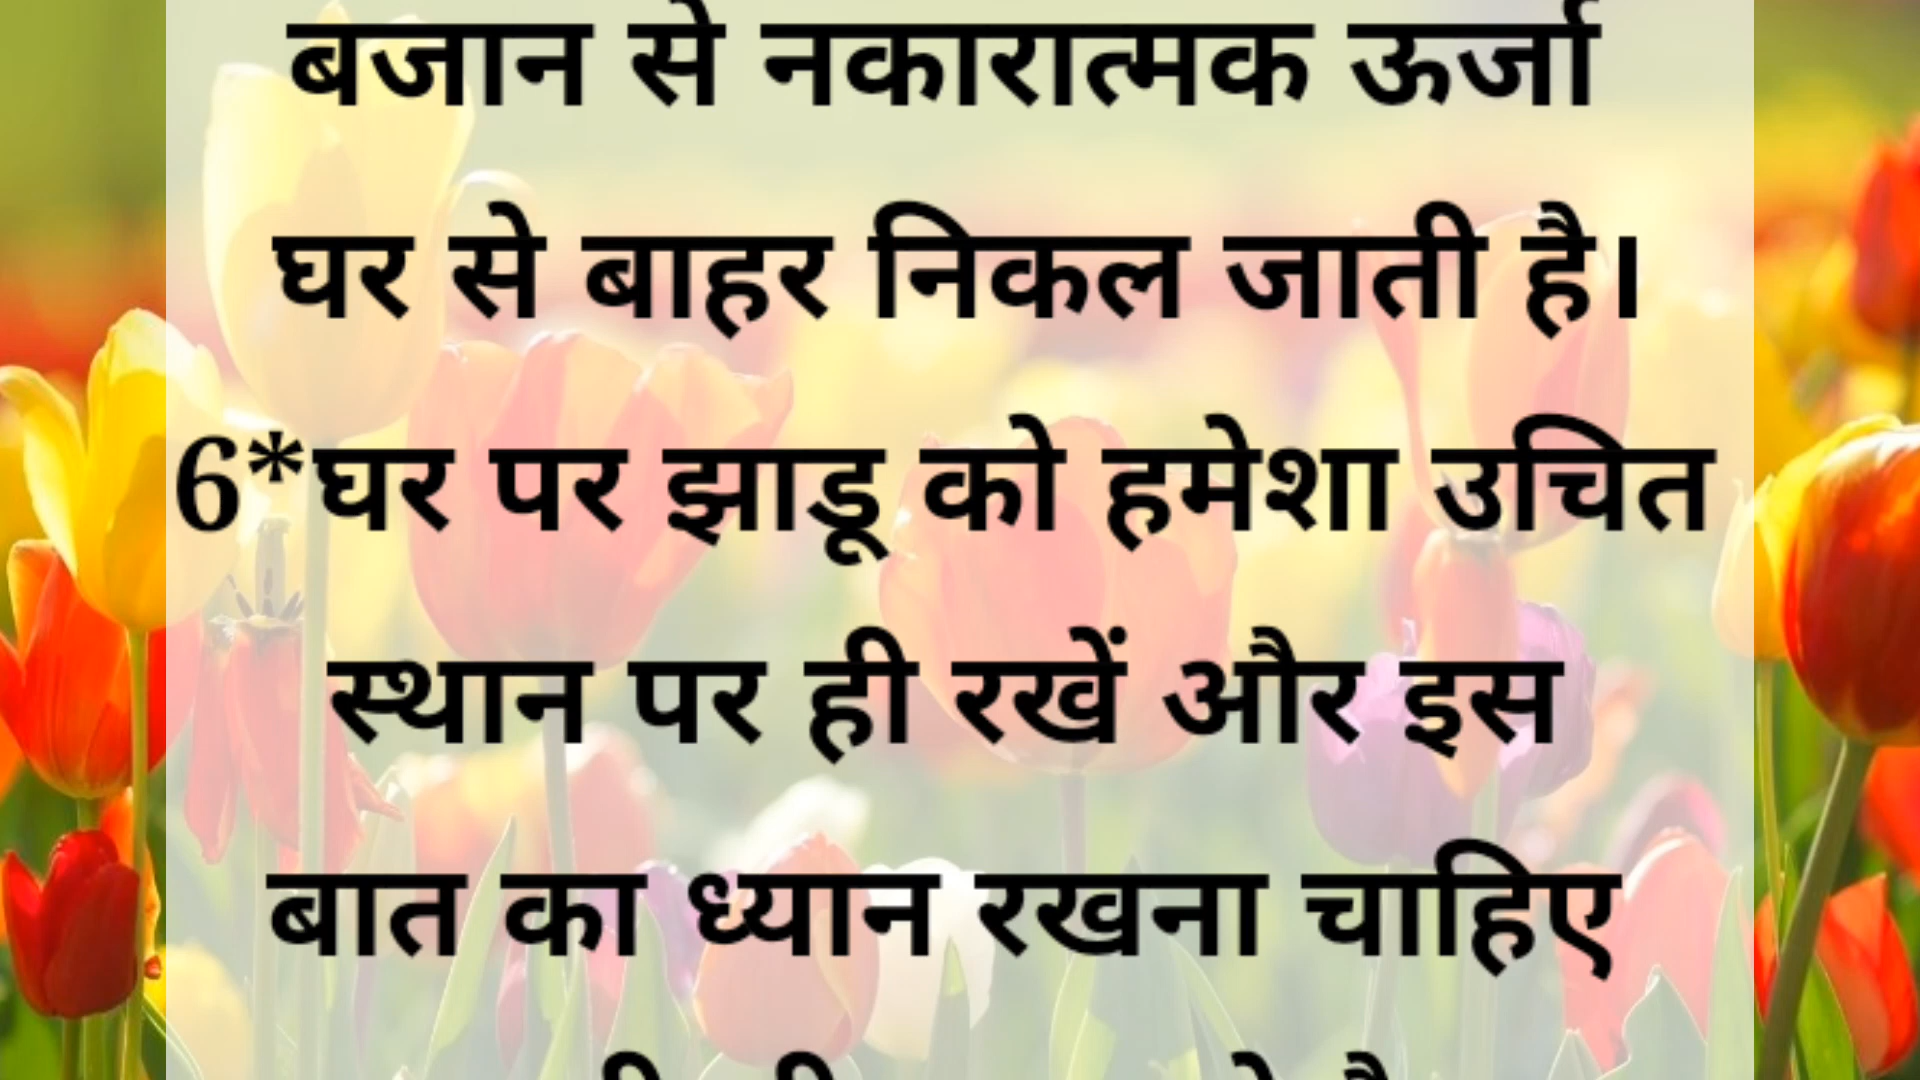 बजान से नकारात्मक ऊर्जा
घर से बाहर निकल जाती है।
6*घर पर झाडू को हमेशा उचित
स्थान पर ही रखें और इस
बात का ध्यान रखना चाहिए